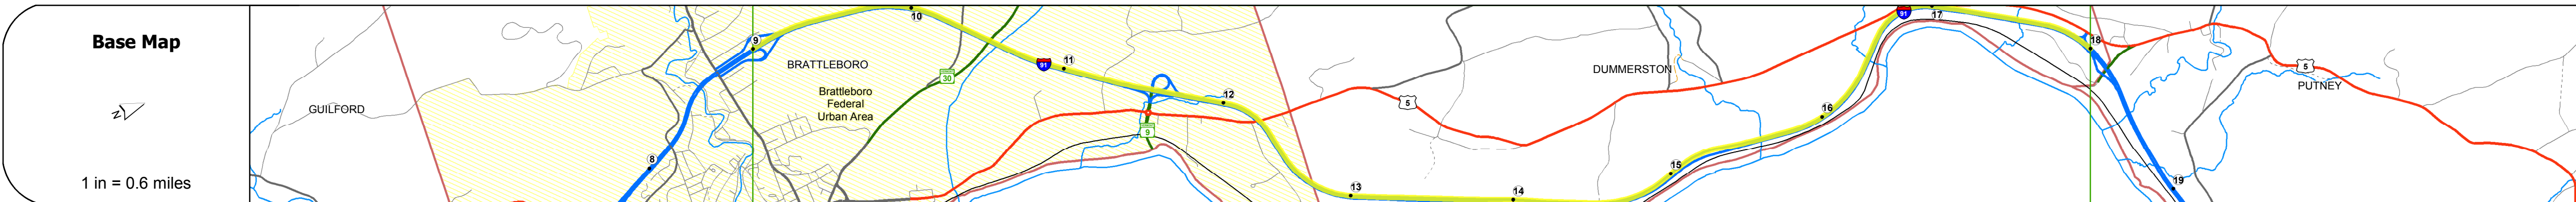 Base Map
N
1 in = 0.6 miles
GUILFORD
8
9
BRATTLEBORO
Brattleboro
Federal
Urban Area
10
30
91
11
9
12
13
5
14
DUMMERSTON
15
16
91
17
18
19
5
PUTNEY